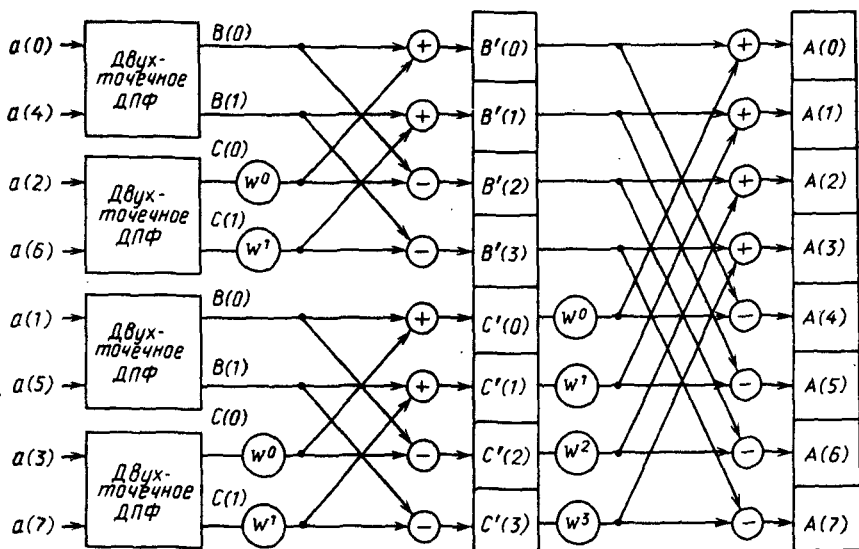 a(0) Двух- B(0) + B'(0) + A(0)
точечное
a(4) ДПФ B(1) + B'(1) + A(1)
C(0)
a(2) Двух- W⁰ − B'(2) + A(2)
точечное C(1)
a(6) ДПФ W¹ − B'(3) + A(3)
B(0)
a(1) Двух- + C'(0) W⁰ − A(4)
точечное B(1)
a(5) ДПФ + C'(1) W¹ − A(5)
C(0)
a(3) Двух- W⁰ − C'(2) W² − A(6)
точечное C(1)
a(7) ДПФ W¹ − C'(3) W³ − A(7)